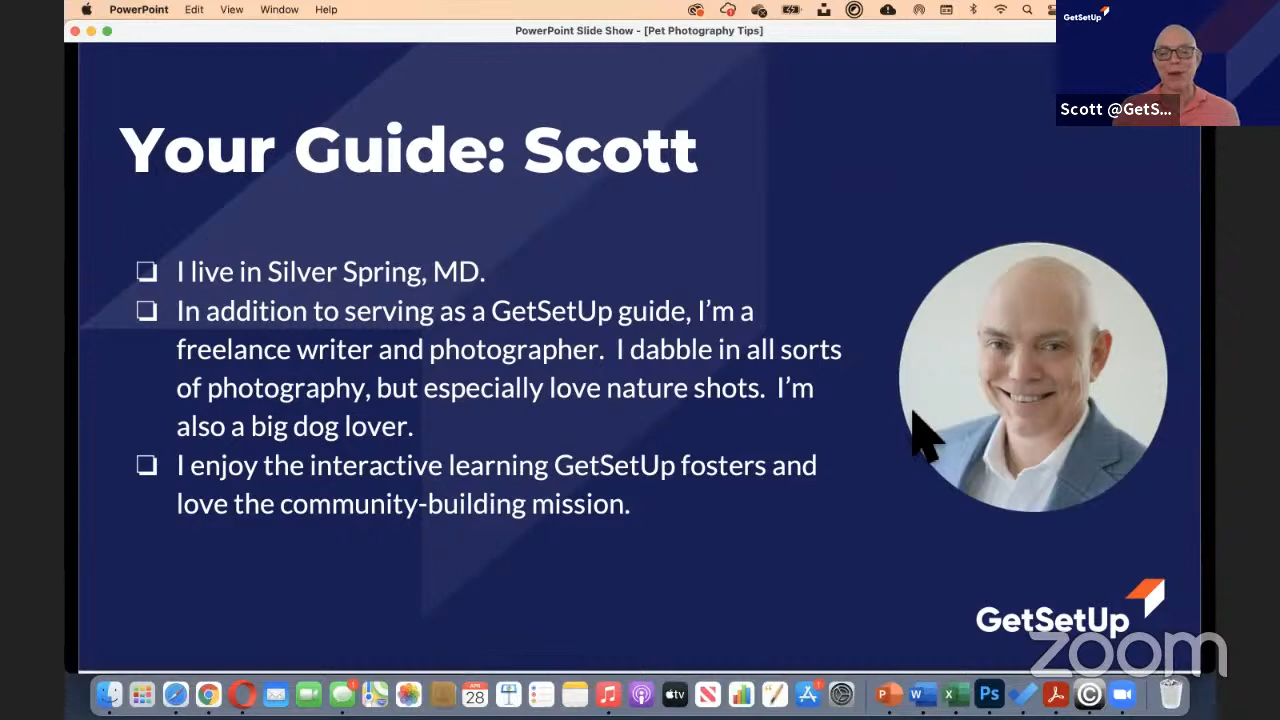 PowerPoint Edit View Window Help
PowerPoint Slide Show - [Pet Photography Tips]
GetSetUp
Scott @GetS...
Your Guide: Scott
❑ I live in Silver Spring, MD.
❑ In addition to serving as a GetSetUp guide, I'm a
freelance writer and photographer. I dabble in all sorts
of photography, but especially love nature shots. I'm
also a big dog lover.
❑ I enjoy the interactive learning GetSetUp fosters and
love the community-building mission.
GetSetUp
zoom
APR
28
tv
Ps